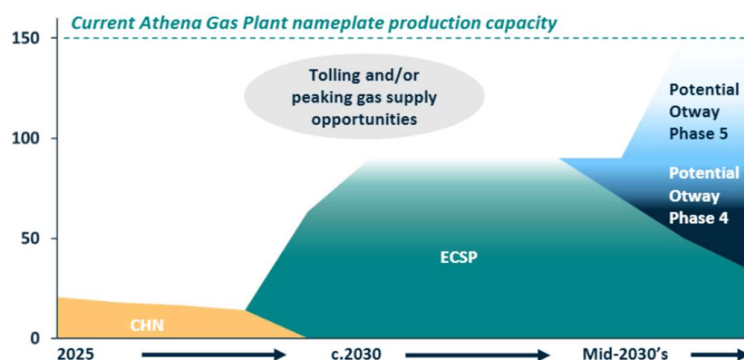 Current Athena Gas Plant nameplate production capacity
150
Tolling and/or
peaking gas supply
opportunities
Potential
Otway
Phase 5
100
Potential
Otway
Phase 4
50
ECSP
CHN
0
2025
c.2030
Mid-2030's